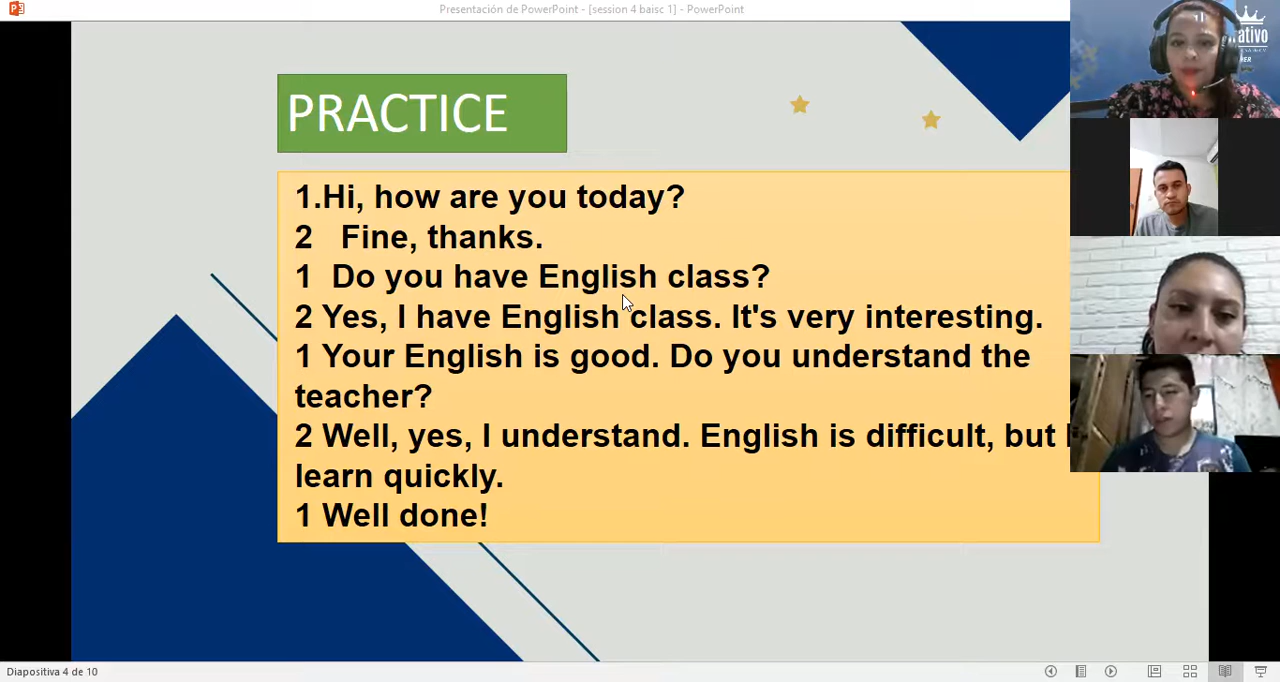 Presentación de PowerPoint - [session 4 baisc 1] - PowerPoint
PRACTICE
1.Hi, how are you today?
2 Fine, thanks.
1 Do you have English class?
2 Yes, I have English class. It's very interesting.
1 Your English is good. Do you understand the
teacher?
2 Well, yes, I understand. English is difficult, but I
learn quickly.
1 Well done!
Diapositiva 4 de 10